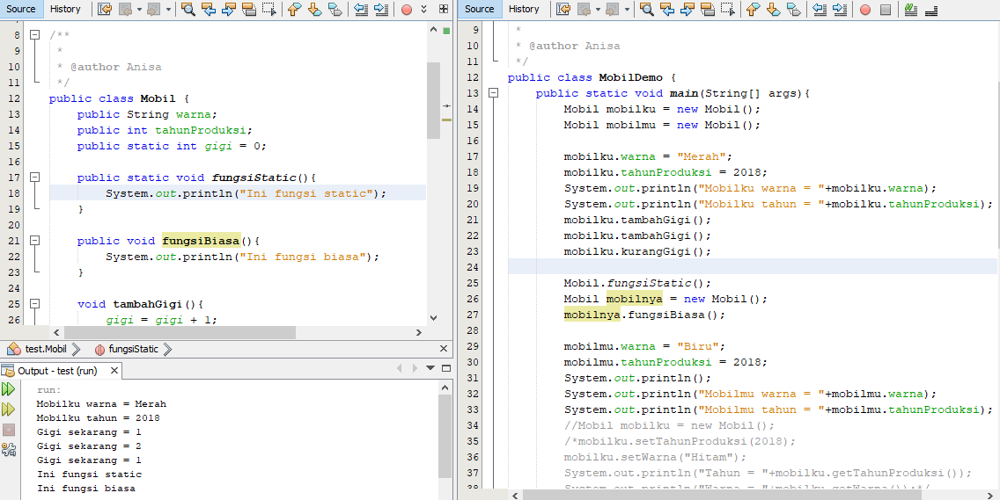 Source History
8 /**
9 *
10 * @author Anisa
11 */
12 public class Mobil {
13 public String warna;
14 public int tahunProduksi;
15 public static int gigi = 0;
16
17 public static void fungsiStatic(){
18 System.out.println("Ini fungsi static");
19 }
20
21 public void fungsiBiasa(){
22 System.out.println("Ini fungsi biasa");
23 }
24
25 void tambahGigi(){
26 gigi = gigi + 1;
test.Mobil fungsiStatic
Output - test (run)
run:
Mobilku warna = Merah
Mobilku tahun = 2018
Gigi sekarang = 1
Gigi sekarang = 2
Gigi sekarang = 1
Ini fungsi static
Ini fungsi biasa
Source History
9 *
10 * @author Anisa
11 */
12 public class MobilDemo {
13 public static void main(String[] args){
14 Mobil mobilku = new Mobil();
15 Mobil mobilmu = new Mobil();
16
17 mobilku.warna = "Merah";
18 mobilku.tahunProduksi = 2018;
19 System.out.println("Mobilku warna = "+mobilku.warna);
20 System.out.println("Mobilku tahun = "+mobilku.tahunProduksi);
21 mobilku.tambahGigi();
22 mobilku.tambahGigi();
23 mobilku.kurangGigi();
24
25 Mobil.fungsiStatic();
26 Mobil mobilnya = new Mobil();
27 mobilnya.fungsiBiasa();
28
29 mobilmu.warna = "Biru";
30 mobilmu.tahunProduksi = 2018;
31 System.out.println();
32 System.out.println("Mobilmu warna = "+mobilmu.warna);
33 System.out.println("Mobilmu tahun = "+mobilmu.tahunProduksi);
34 //Mobil mobilku = new Mobil();
35 /*mobilku.setTahunProduksi(2018);
36 mobilku.setWarna("Hitam");
37 System.out.println("Tahun = "+mobilku.getTahunProduksi());
38 System.out.println("Warna = "+mobilku.getWarna());*/